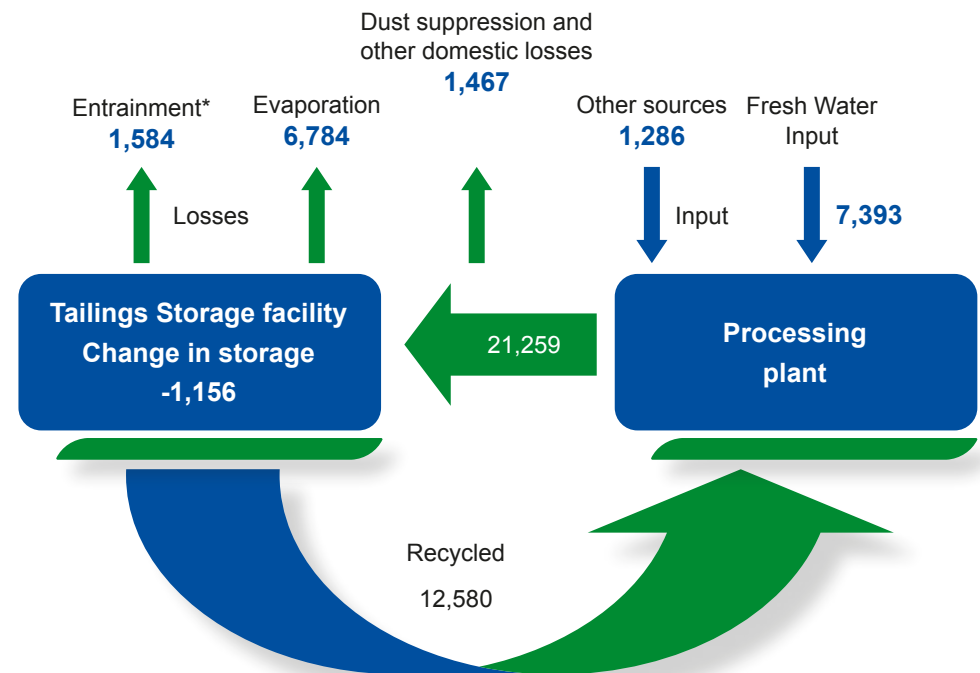 Dust suppression and
other domestic losses
1,467
Entrainment*
1,584
Evaporation
6,784
Other sources
1,286
Fresh Water
Input
Losses
Input
7,393
Tailings Storage facility
Change in storage
-1,156
21,259
Processing
plant
Recycled
12,580